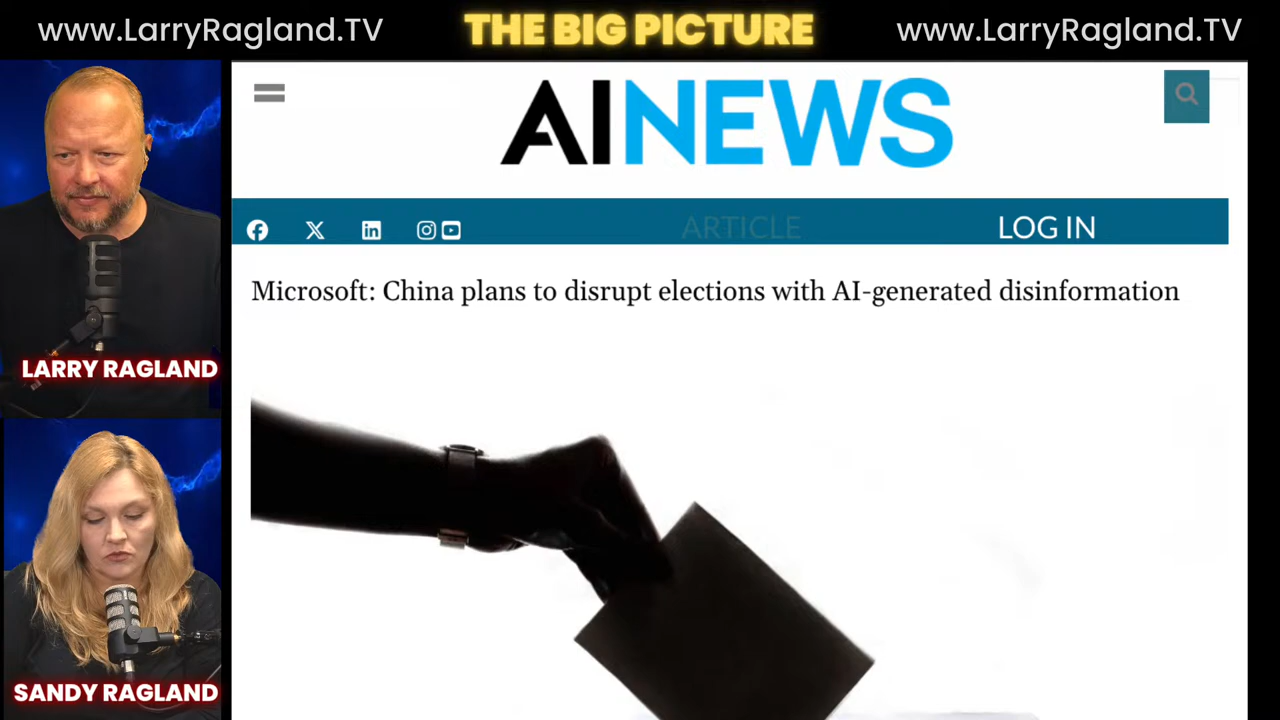 www.LarryRagland.TV
THE BIG PICTURE
www.LarryRagland.TV
AINEWS
ARTICLE
LOG IN
Microsoft: China plans to disrupt elections with AI-generated disinformation
LARRY RAGLAND
SANDY RAGLAND